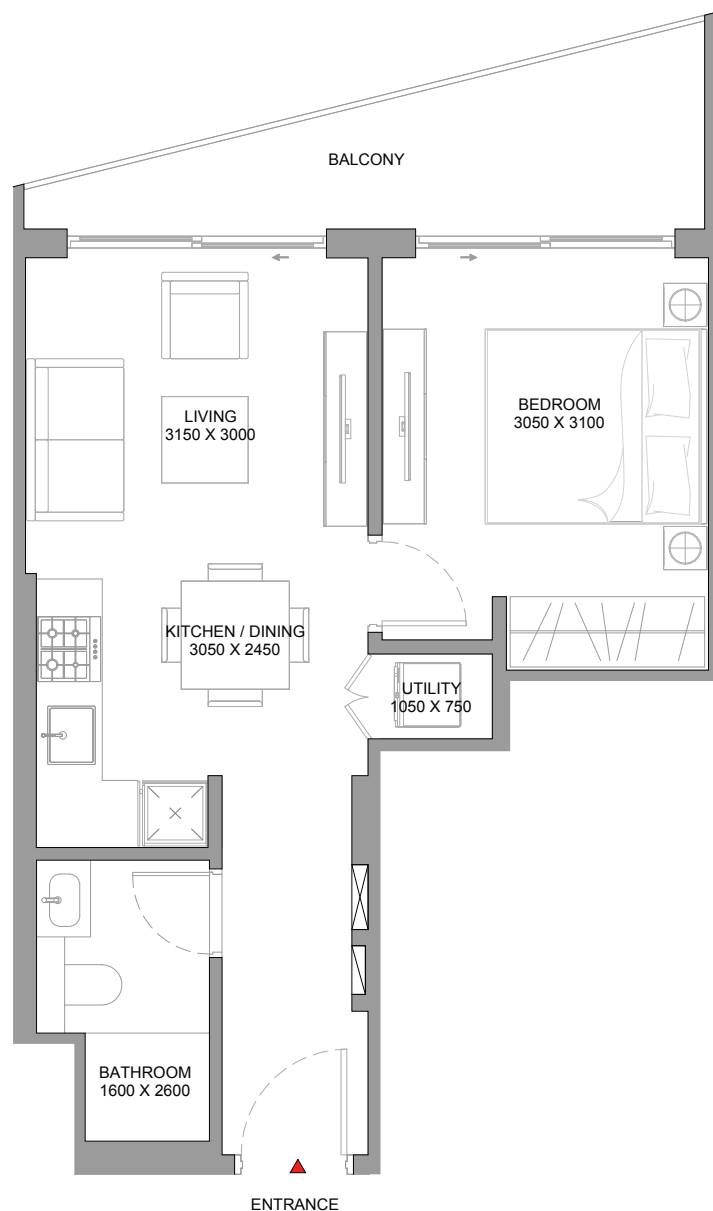 BALCONY
LIVING
3150 X 3000
BEDROOM
3050 X 3100
KITCHEN / DINING
3050 X 2450
UTILITY
1050 X 750
BATHROOM
1600 X 2600
ENTRANCE